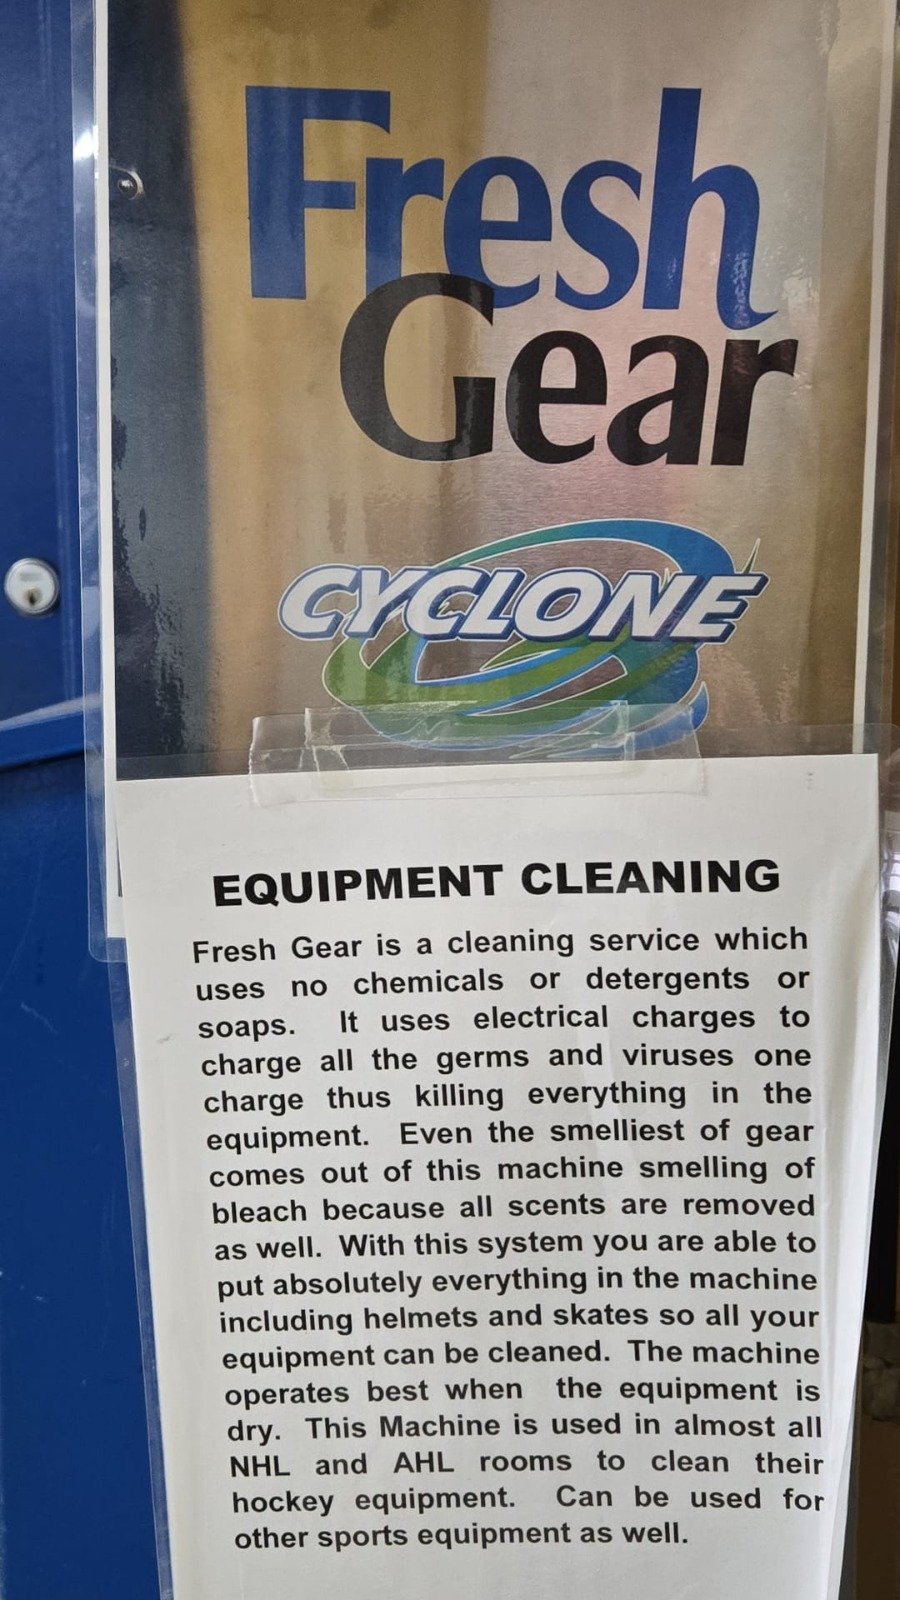 Fresh
Gear
CYCLONE
EQUIPMENT CLEANING
Fresh Gear is a cleaning service which
uses no chemicals or detergents or
soaps. It uses electrical charges to
charge all the germs and viruses one
charge thus killing everything in the
equipment. Even the smelliest of gear
comes out of this machine smelling of
bleach because all scents are removed
as well. With this system you are able to
put absolutely everything in the machine
including helmets and skates so all your
equipment can be cleaned. The machine
operates best when the equipment is
dry. This Machine is used in almost all
NHL and AHL rooms to clean their
hockey equipment. Can be used for
other sports equipment as well.